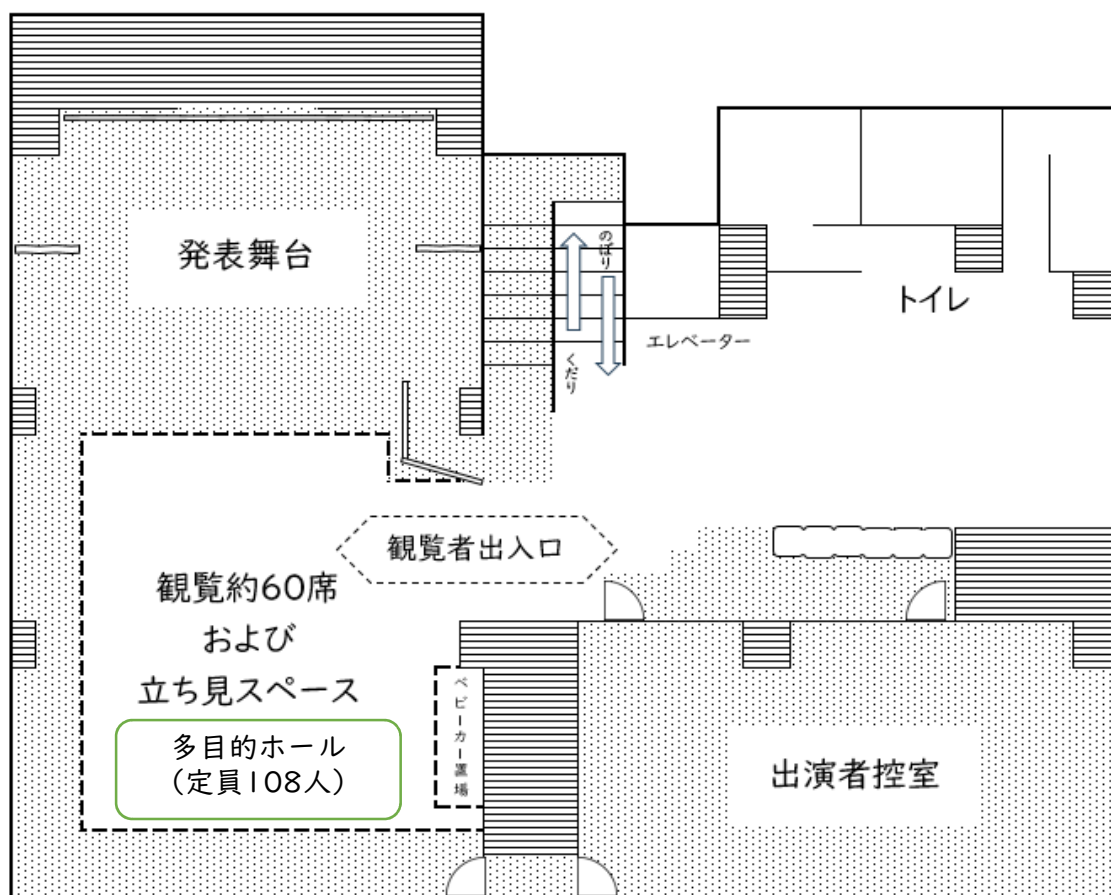 発表舞台
のぼり
くだり
エレベーター
トイレ
観覧者出入口
観覧約60席
および
立ち見スペース
ベビーカー置場
多目的ホール
(定員108人)
出演者控室